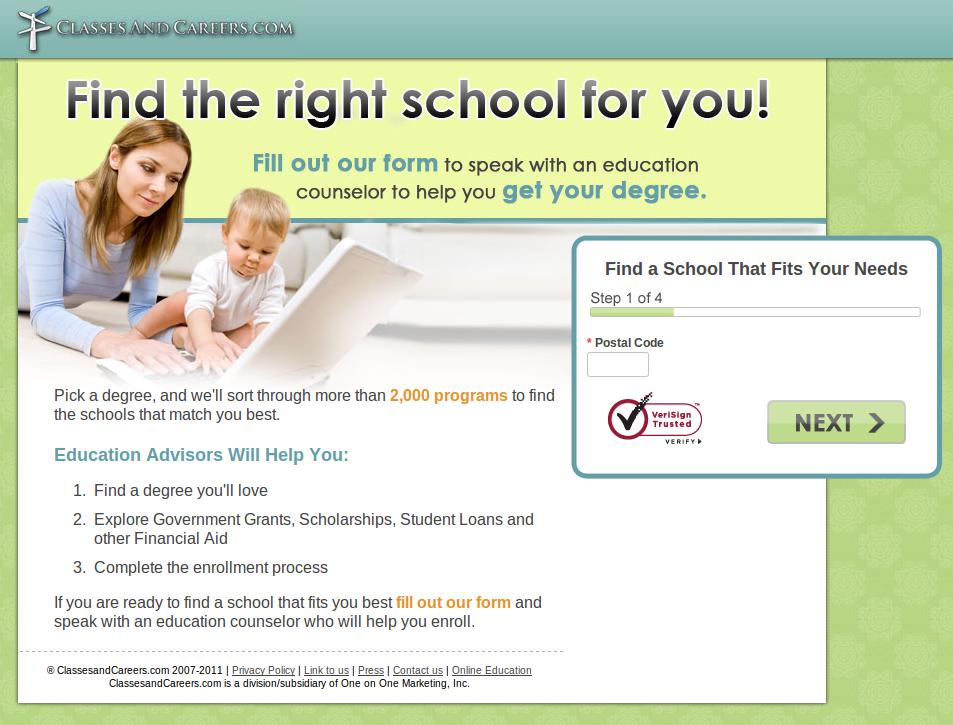 CLASSES AND CAREERS.COM
Find the right school for you!
Fill out our form to speak with an education
counselor to help you get your degree.
Find a School That Fits Your Needs
Step 1 of 4
* Postal Code
VeriSign
Trusted
VERIFY
NEXT
Pick a degree, and we'll sort through more than 2,000 programs to find
the schools that match you best.
Education Advisors Will Help You:
1. Find a degree you'll love
2. Explore Government Grants, Scholarships, Student Loans and
other Financial Aid
3. Complete the enrollment process
If you are ready to find a school that fits you best fill out our form and
speak with an education counselor who will help you enroll.
® ClassesandCareers.com 2007-2011 | Privacy Policy | Link to us | Press | Contact us | Online Education
ClassesandCareers.com is a division/subsidiary of One on One Marketing, Inc.